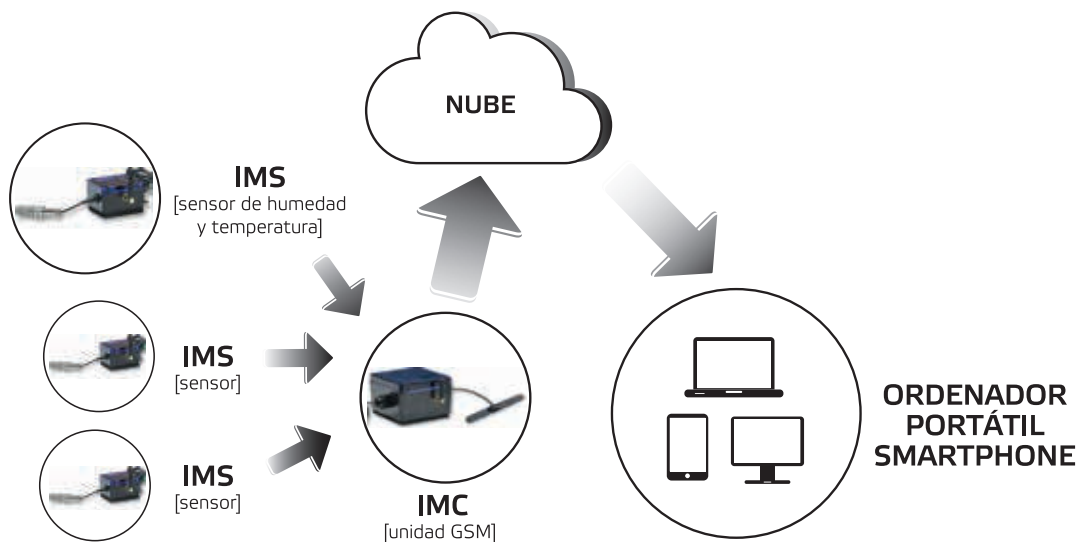 NUBE
IMS
[sensor de humedad
y temperatura]
IMS
[sensor]
IMS
[sensor]
IMC
[unidad GSM]
ORDENADOR
PORTÁTIL
SMARTPHONE